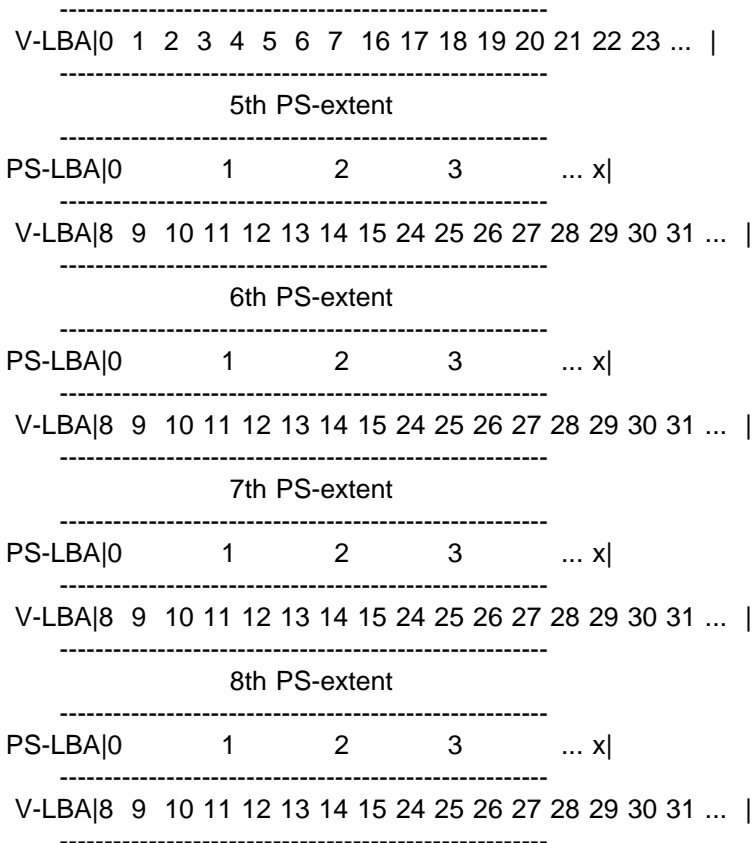 ------------------------------------------------------
V-LBA|0 1 2 3 4 5 6 7 16 17 18 19 20 21 22 23 ... |
------------------------------------------------------
5th PS-extent
------------------------------------------------------
PS-LBA|0 1 2 3 ... x|
------------------------------------------------------
V-LBA|8 9 10 11 12 13 14 15 24 25 26 27 28 29 30 31 ... |
------------------------------------------------------
6th PS-extent
------------------------------------------------------
PS-LBA|0 1 2 3 ... x|
------------------------------------------------------
V-LBA|8 9 10 11 12 13 14 15 24 25 26 27 28 29 30 31 ... |
------------------------------------------------------
7th PS-extent
------------------------------------------------------
PS-LBA|0 1 2 3 ... x|
------------------------------------------------------
V-LBA|8 9 10 11 12 13 14 15 24 25 26 27 28 29 30 31 ... |
------------------------------------------------------
8th PS-extent
------------------------------------------------------
PS-LBA|0 1 2 3 ... x|
------------------------------------------------------
V-LBA|8 9 10 11 12 13 14 15 24 25 26 27 28 29 30 31 ... |
------------------------------------------------------